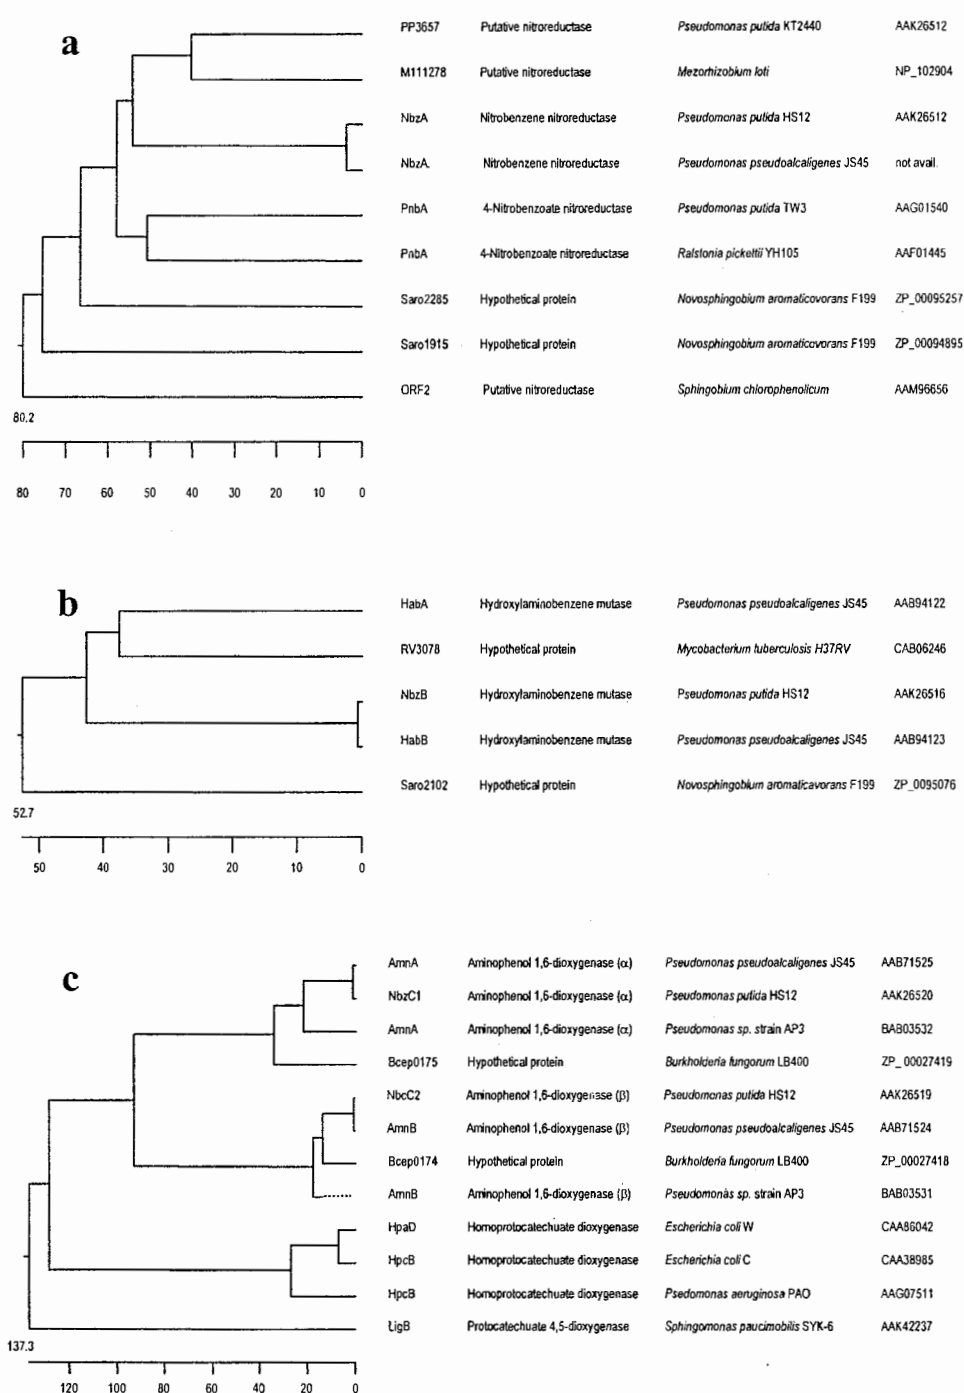 a
PP3657 Putative nitroreductase Pseudomonas putida KT2440 AAK26512
M111278 Putative nitroreductase Mezorhizobium loti NP_102904
NbzA Nitrobenzene nitroreductase Pseudomonas putida HS12 AAK26512
NbzA Nitrobenzene nitroreductase Pseudomonas pseudoalcaligenes JS45 not avail.
PnbA 4-Nitrobenzoate nitroreductase Pseudomonas putida TW3 AAG01540
PnbA 4-Nitrobenzoate nitroreductase Ralstonia pickettii YH105 AAF01445
Saro2285 Hypothetical protein Novosphingobium aromaticovorans F199 ZP_00095257
Saro1915 Hypothetical protein Novosphingobium aromaticovorans F199 ZP_00094895
ORF2 Putative nitroreductase Sphingobium chlorophenolicum AAM96656
80.2
80 70 60 50 40 30 20 10 0
b
HabA Hydroxylaminobenzene mutase Pseudomonas pseudoalcaligenes JS45 AAB94122
RV3078 Hypothetical protein Mycobacterium tuberculosis H37RV CAB06246
NbzB Hydroxylaminobenzene mutase Pseudomonas putida HS12 AAK26516
HabB Hydroxylaminobenzene mutase Pseudomonas pseudoalcaligenes JS45 AAB94123
Saro2102 Hypothetical protein Novosphingobium aromaticavorans F199 ZP_0095076
52.7
50 40 30 20 10 0
c
AmnA Aminophenol 1,6-dioxygenase (α) Pseudomonas pseudoalcaligenes JS45 AAB71525
NbzC1 Aminophenol 1,6-dioxygenase (α) Pseudomonas putida HS12 AAK26520
AmnA Aminophenol 1,6-dioxygenase (α) Pseudomonas sp. strain AP3 BAB03532
Bcep0175 Hypothetical protein Burkholderia fungorum LB400 ZP_00027419
NbcC2 Aminophenol 1,6-dioxygenase (β) Pseudomonas putida HS12 AAK26519
AmnB Aminophenol 1,6-dioxygenase (β) Pseudomonas pseudoalcaligenes JS45 AAB71524
Bcep0174 Hypothetical protein Burkholderia fungorum LB400 ZP_00027418
AmnB Aminophenol 1,6-dioxygenase (β) Pseudomonas sp. strain AP3 BAB03531
HpaD Homoprotocatechuate dioxygenase Escherichia coli W CAA86042
HpcB Homoprotocatechuate dioxygenase Escherichia coli C CAA38985
HpcB Homoprotocatechuate dioxygenase Psedomonas aeruginosa PAO AAG07511
LigB Protocatechuate 4,5-dioxygenase Sphingomonas paucimobilis SYK-6 AAK42237
137.3
120 100 80 60 40 20 0